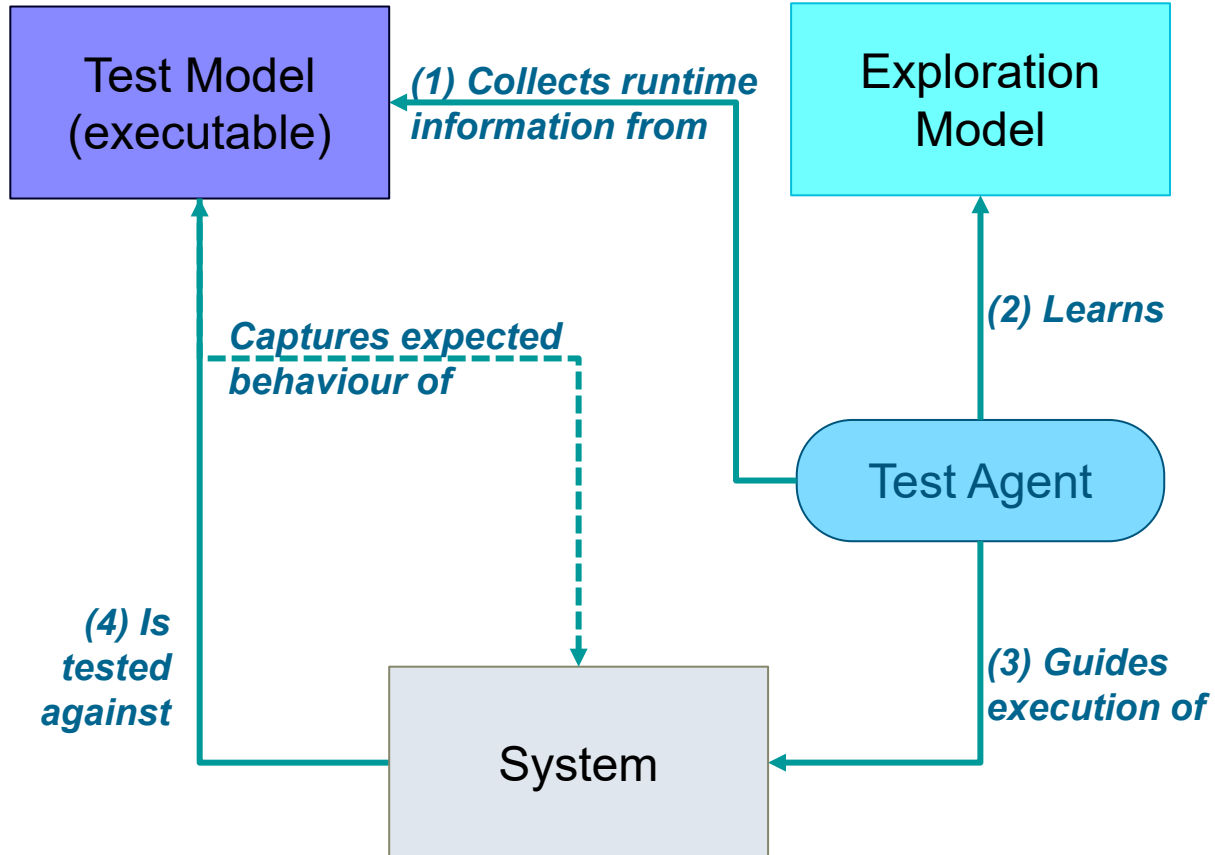 Test Model
(executable)
(1) Collects runtime
information from
Exploration
Model
(2) Learns
Captures expected
behaviour of
Test Agent
(4) Is
tested
against
(3) Guides
execution of
System